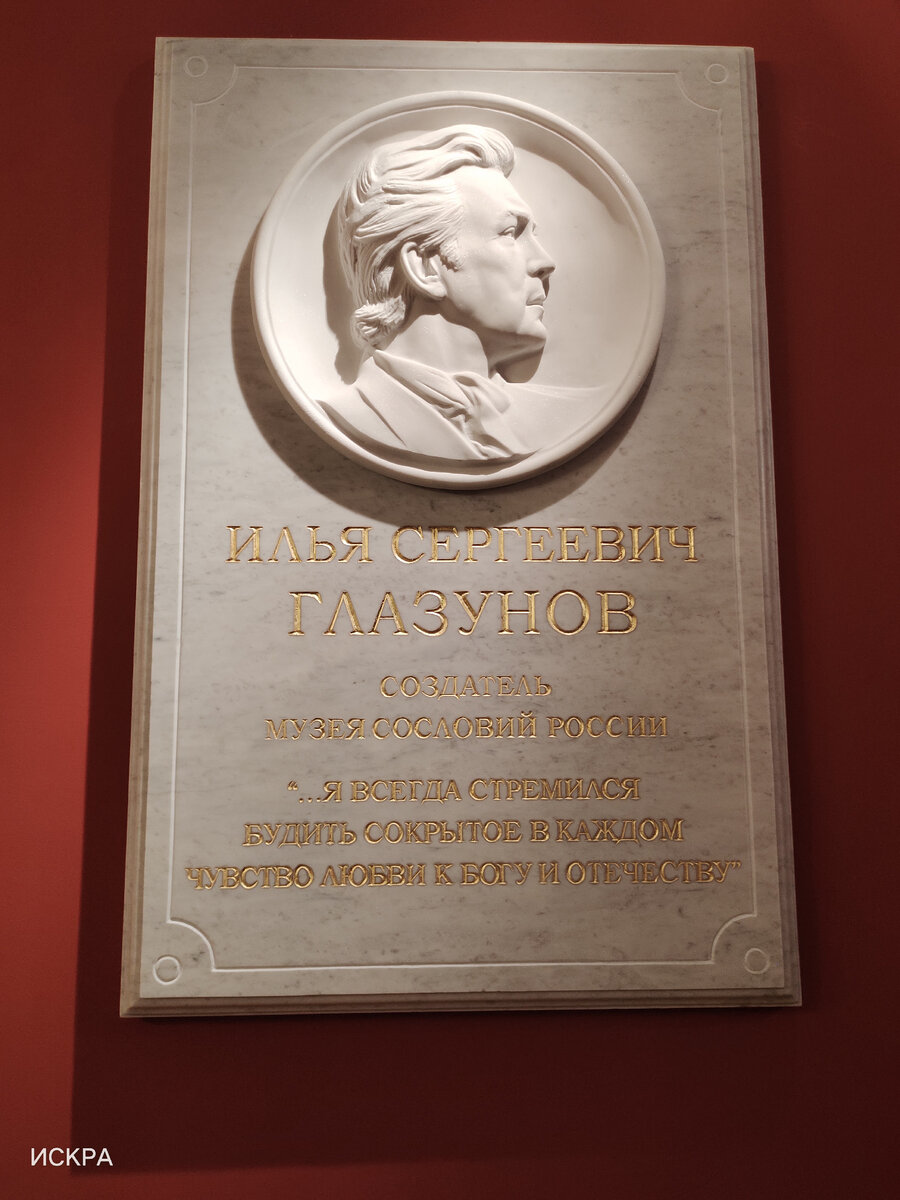 ИЛЬЯ СЕРГЕЕВИЧ
ГЛАЗУНОВ
СОЗДАТЕЛЬ
МУЗЕЯ СОСЛОВИЙ РОССИИ
“...Я ВСЕГДА СТРЕМИЛСЯ
БУДИТЬ СОКРЫТОЕ В КАЖДОМ
ЧУВСТВО ЛЮБВИ К БОГУ И ОТЕЧЕСТВУ”
ИСКРА